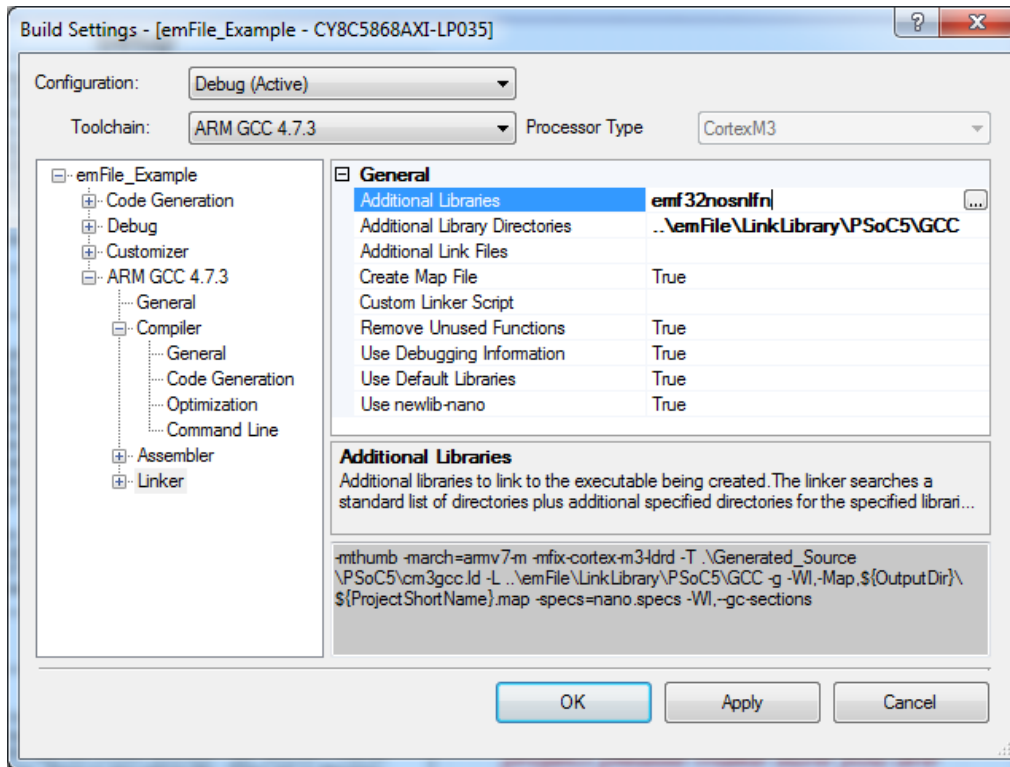 Build Settings - [emFile_Example - CY8C5868AXI-LP035]
Configuration: Debug (Active)
Toolchain: ARM GCC 4.7.3 Processor Type CortexM3
emFile_Example
Code Generation
Debug
Customizer
ARM GCC 4.7.3
General
Compiler
General
Code Generation
Optimization
Command Line
Assembler
Linker
General
Additional Libraries emf32nosnlfn ...
Additional Library Directories ..\emFile\LinkLibrary\PSoC5\GCC
Additional Link Files
Create Map File True
Custom Linker Script
Remove Unused Functions True
Use Debugging Information True
Use Default Libraries True
Use newlib-nano True
Additional Libraries
Additional libraries to link to the executable being created.The linker searches a
standard list of directories plus additional specified directories for the specified librari...
-mthumb -march=armv7-m -mfix-cortex-m3-ldrd -T .\Generated_Source
\PSoC5\cm3gcc.ld -L ..\emFile\LinkLibrary\PSoC5\GCC -g -Wl,-Map,${OutputDir}\
${ProjectShortName}.map -specs=nano.specs -Wl,--gc-sections
OK Apply Cancel